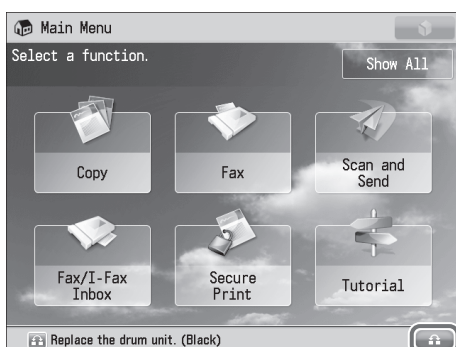 Main Menu
Select a function.
Show All
Copy
Fax
Scan and
Send
Fax/I-Fax
Inbox
Secure
Print
Tutorial
Replace the drum unit. (Black)